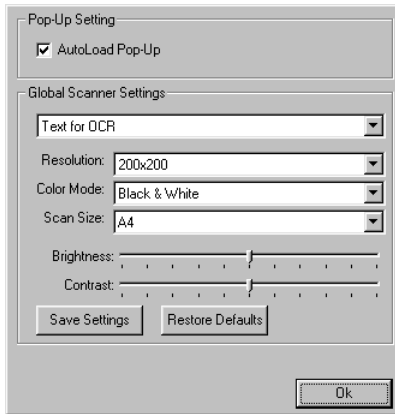 Pop-Up Setting
AutoLoad Pop-Up
Global Scanner Settings
Text for OCR
Resolution: 200x200
Color Mode: Black & White
Scan Size: A4
Brightness:
Contrast:
Save Settings Restore Defaults
Ok